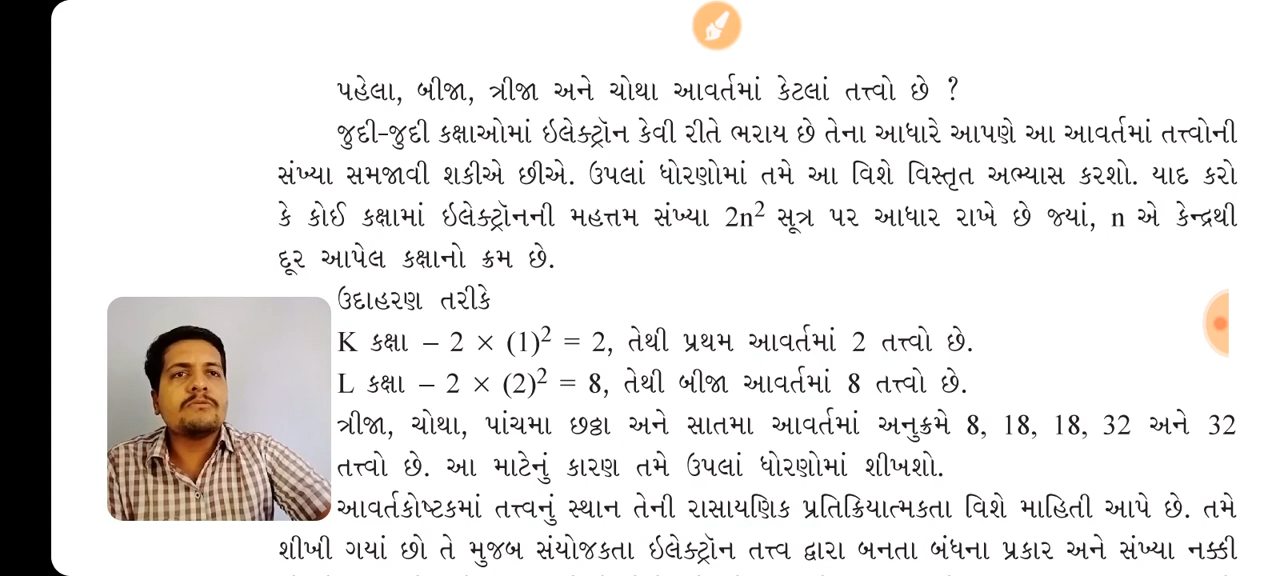 પહેલા, બીજા, ત્રીજા અને ચોથા આવર્તમાં કેટલાં તત્ત્વો છે ?
જુદી-જુદી કક્ષાઓમાં ઇલેક્ટ્રૉન કેવી રીતે ભરાય છે તેના આધારે આપણે આ આવર્તમાં તત્ત્વોની
સંખ્યા સમજાવી શકીએ છીએ. ઉપલાં ધોરણોમાં તમે આ વિશે વિસ્તૃત અભ્યાસ કરશો. યાદ કરો
કે કોઈ કક્ષામાં ઇલેક્ટ્રૉનની મહત્તમ સંખ્યા 2n² સૂત્ર પર આધાર રાખે છે જ્યાં, n એ કેન્દ્રથી
દૂર આપેલ કક્ષાનો ક્રમ છે.
ઉદાહરણ તરીકે
K કક્ષા – 2 × (1)² = 2, તેથી પ્રથમ આવર્તમાં 2 તત્ત્વો છે.
L કક્ષા – 2 × (2)² = 8, તેથી બીજા આવર્તમાં 8 તત્ત્વો છે.
ત્રીજા, ચોથા, પાંચમા છઠ્ઠા અને સાતમા આવર્તમાં અનુક્રમે 8, 18, 18, 32 અને 32
તત્ત્વો છે. આ માટેનું કારણ તમે ઉપલાં ધોરણોમાં શીખશો.
આવર્તકોષ્ટકમાં તત્ત્વનું સ્થાન તેની રાસાયણિક પ્રતિક્રિયાત્મકતા વિશે માહિતી આપે છે. તમે
શીખી ગયાં છો તે મુજબ સંયોજકતા ઇલેક્ટ્રૉન તત્ત્વ દ્વારા બનતા બંધના પ્રકાર અને સંખ્યા નક્કી